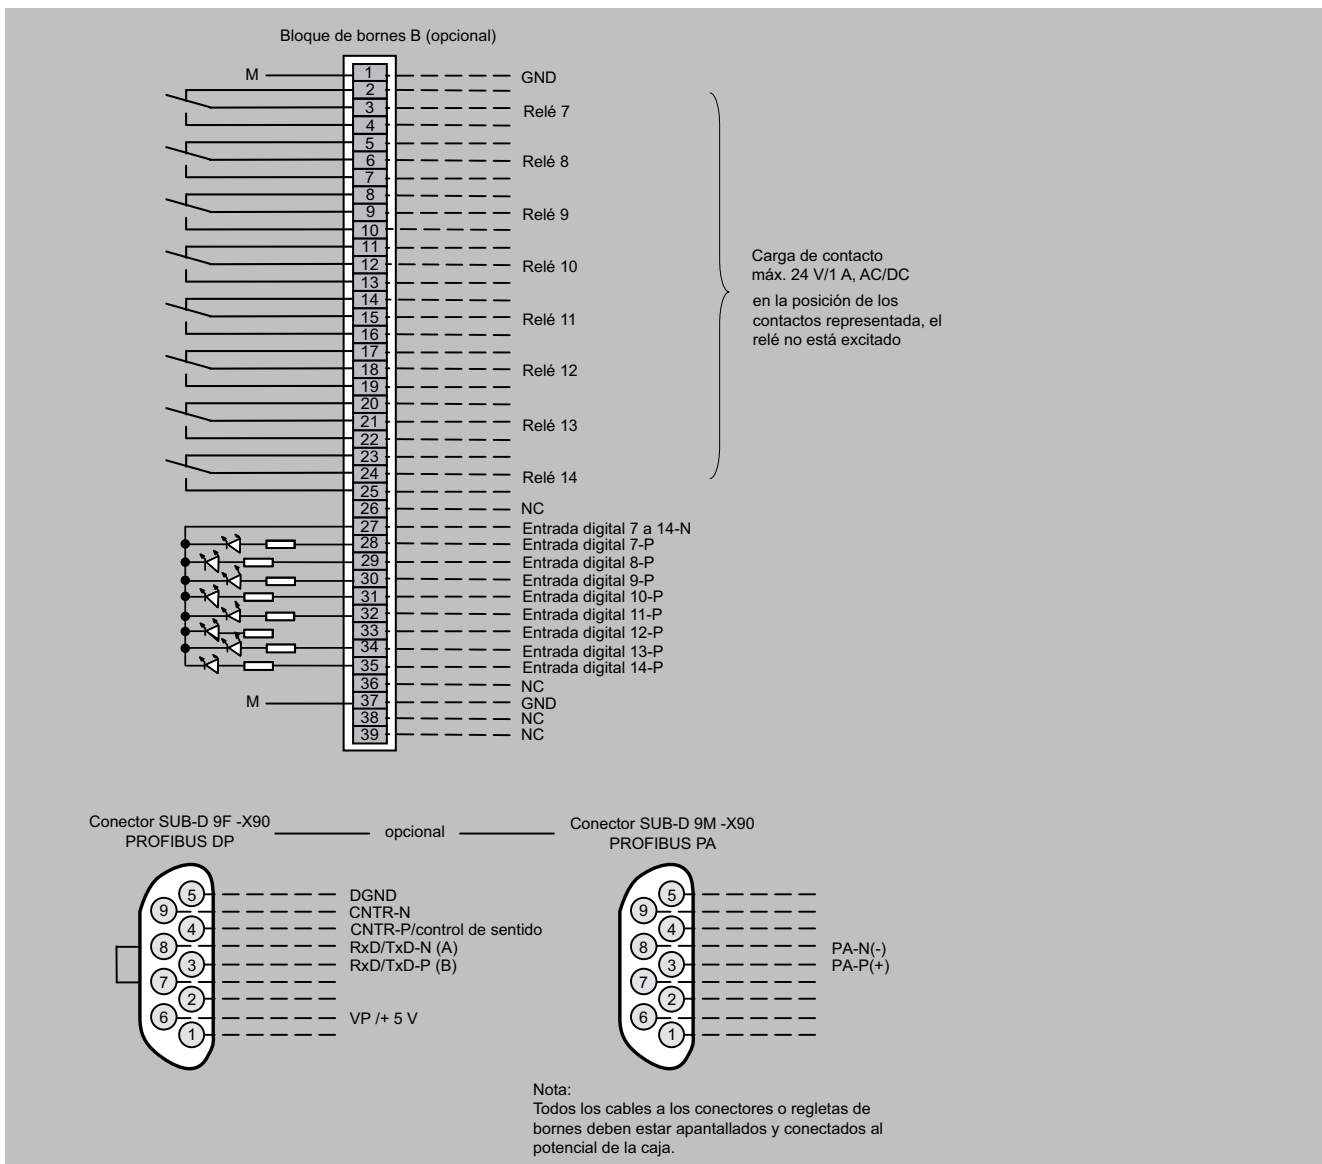 Bloque de bornes B (opcional)
M 1 GND
2
3 Relé 7
4
5
6 Relé 8
7
8
9 Relé 9
10
11
12 Relé 10
13
14
15 Relé 11
16
17
18 Relé 12
19
20
21 Relé 13
22
23
24 Relé 14
25
26 NC
27 Entrada digital 7 a 14-N
28 Entrada digital 7-P
29 Entrada digital 8-P
30 Entrada digital 9-P
31 Entrada digital 10-P
32 Entrada digital 11-P
33 Entrada digital 12-P
34 Entrada digital 13-P
35 Entrada digital 14-P
36 NC
M 37 GND
38 NC
39 NC
Carga de contacto
máx. 24 V/1 A, AC/DC
en la posición de los
contactos representada, el
relé no está excitado
Conector SUB-D 9F -X90
PROFIBUS DP
opcional
Conector SUB-D 9M -X90
PROFIBUS PA
5 DGND
9 CNTR-N
4 CNTR-P/control de sentido
8 RxD/TxD-N (A)
3 RxD/TxD-P (B)
7
2
6 VP /+ 5 V
1
5
9
4
8 PA-N(-)
3 PA-P(+)
7
2
6
1
Nota:
Todos los cables a los conectores o regletas de
bornes deben estar apantallados y conectados al
potencial de la caja.